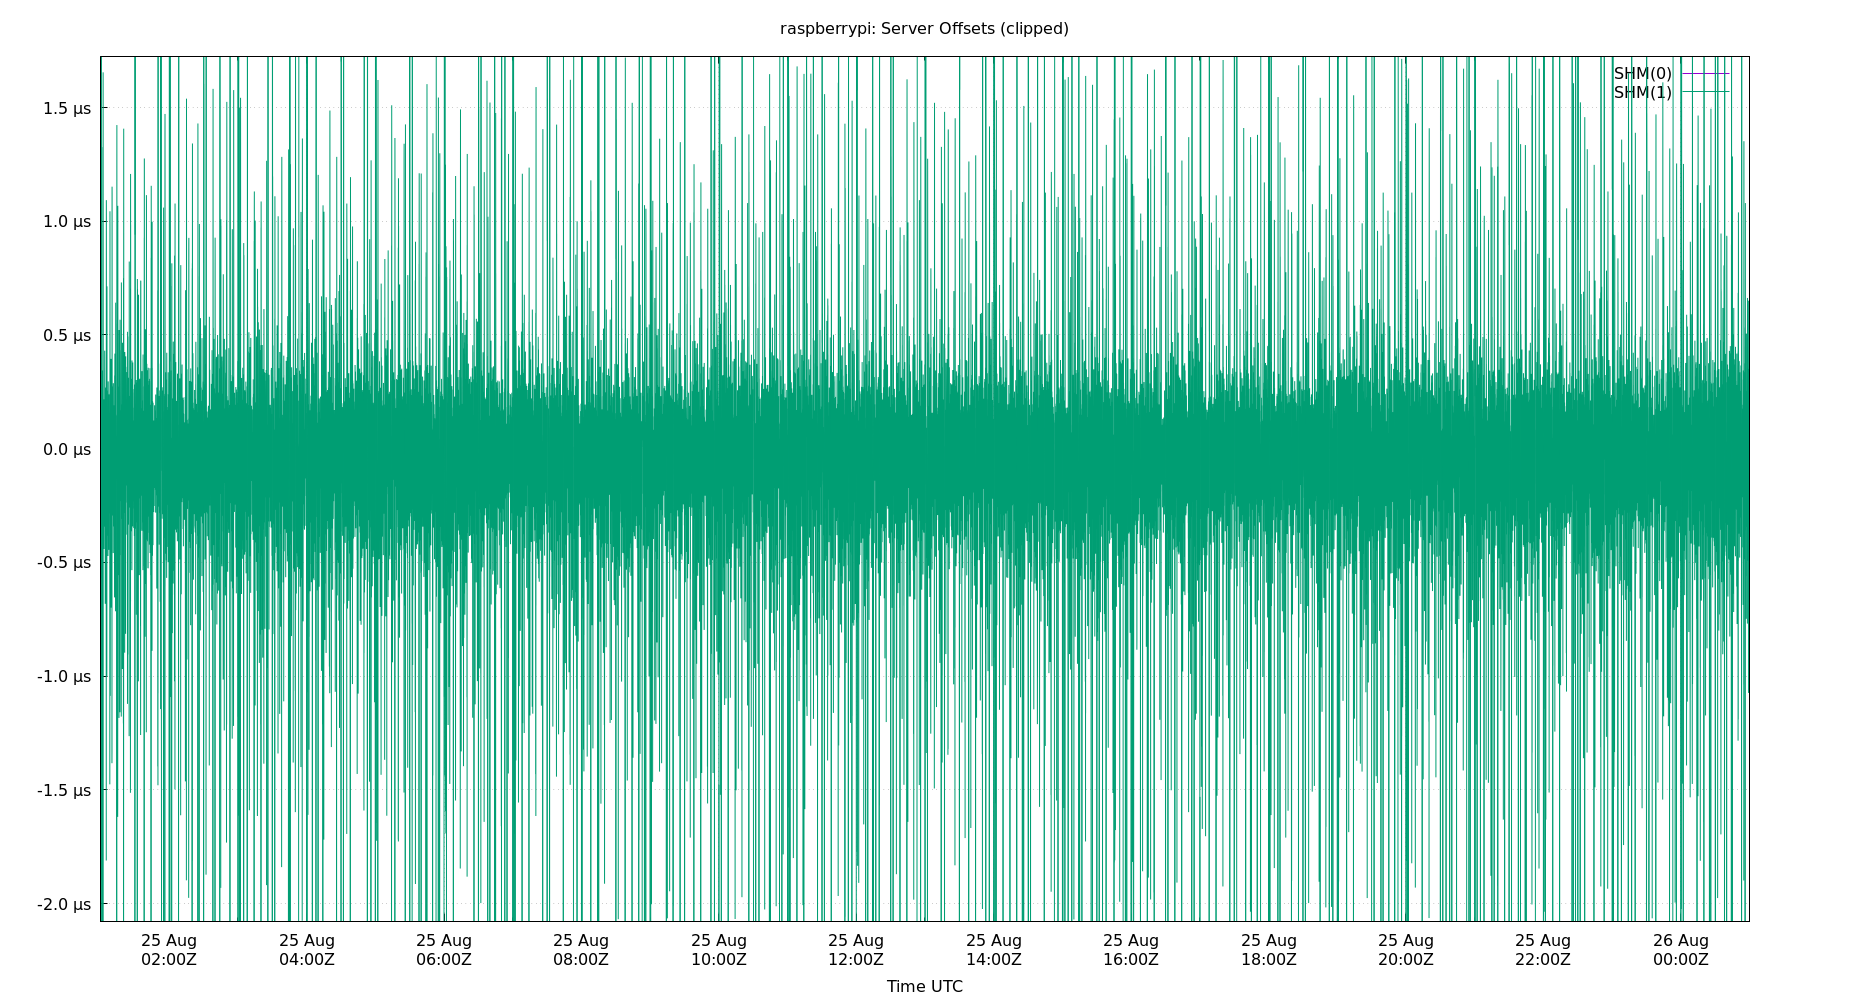 raspberrypi: Server Offsets (clipped)
SHM(0)
SHM(1)
1.5 µs
1.0 µs
0.5 µs
0.0 µs
-0.5 µs
-1.0 µs
-1.5 µs
-2.0 µs
25 Aug 25 Aug 25 Aug 25 Aug 25 Aug 25 Aug 25 Aug 25 Aug 25 Aug 25 Aug 25 Aug 26 Aug
02:00Z 04:00Z 06:00Z 08:00Z 10:00Z 12:00Z 14:00Z 16:00Z 18:00Z 20:00Z 22:00Z 00:00Z
Time UTC